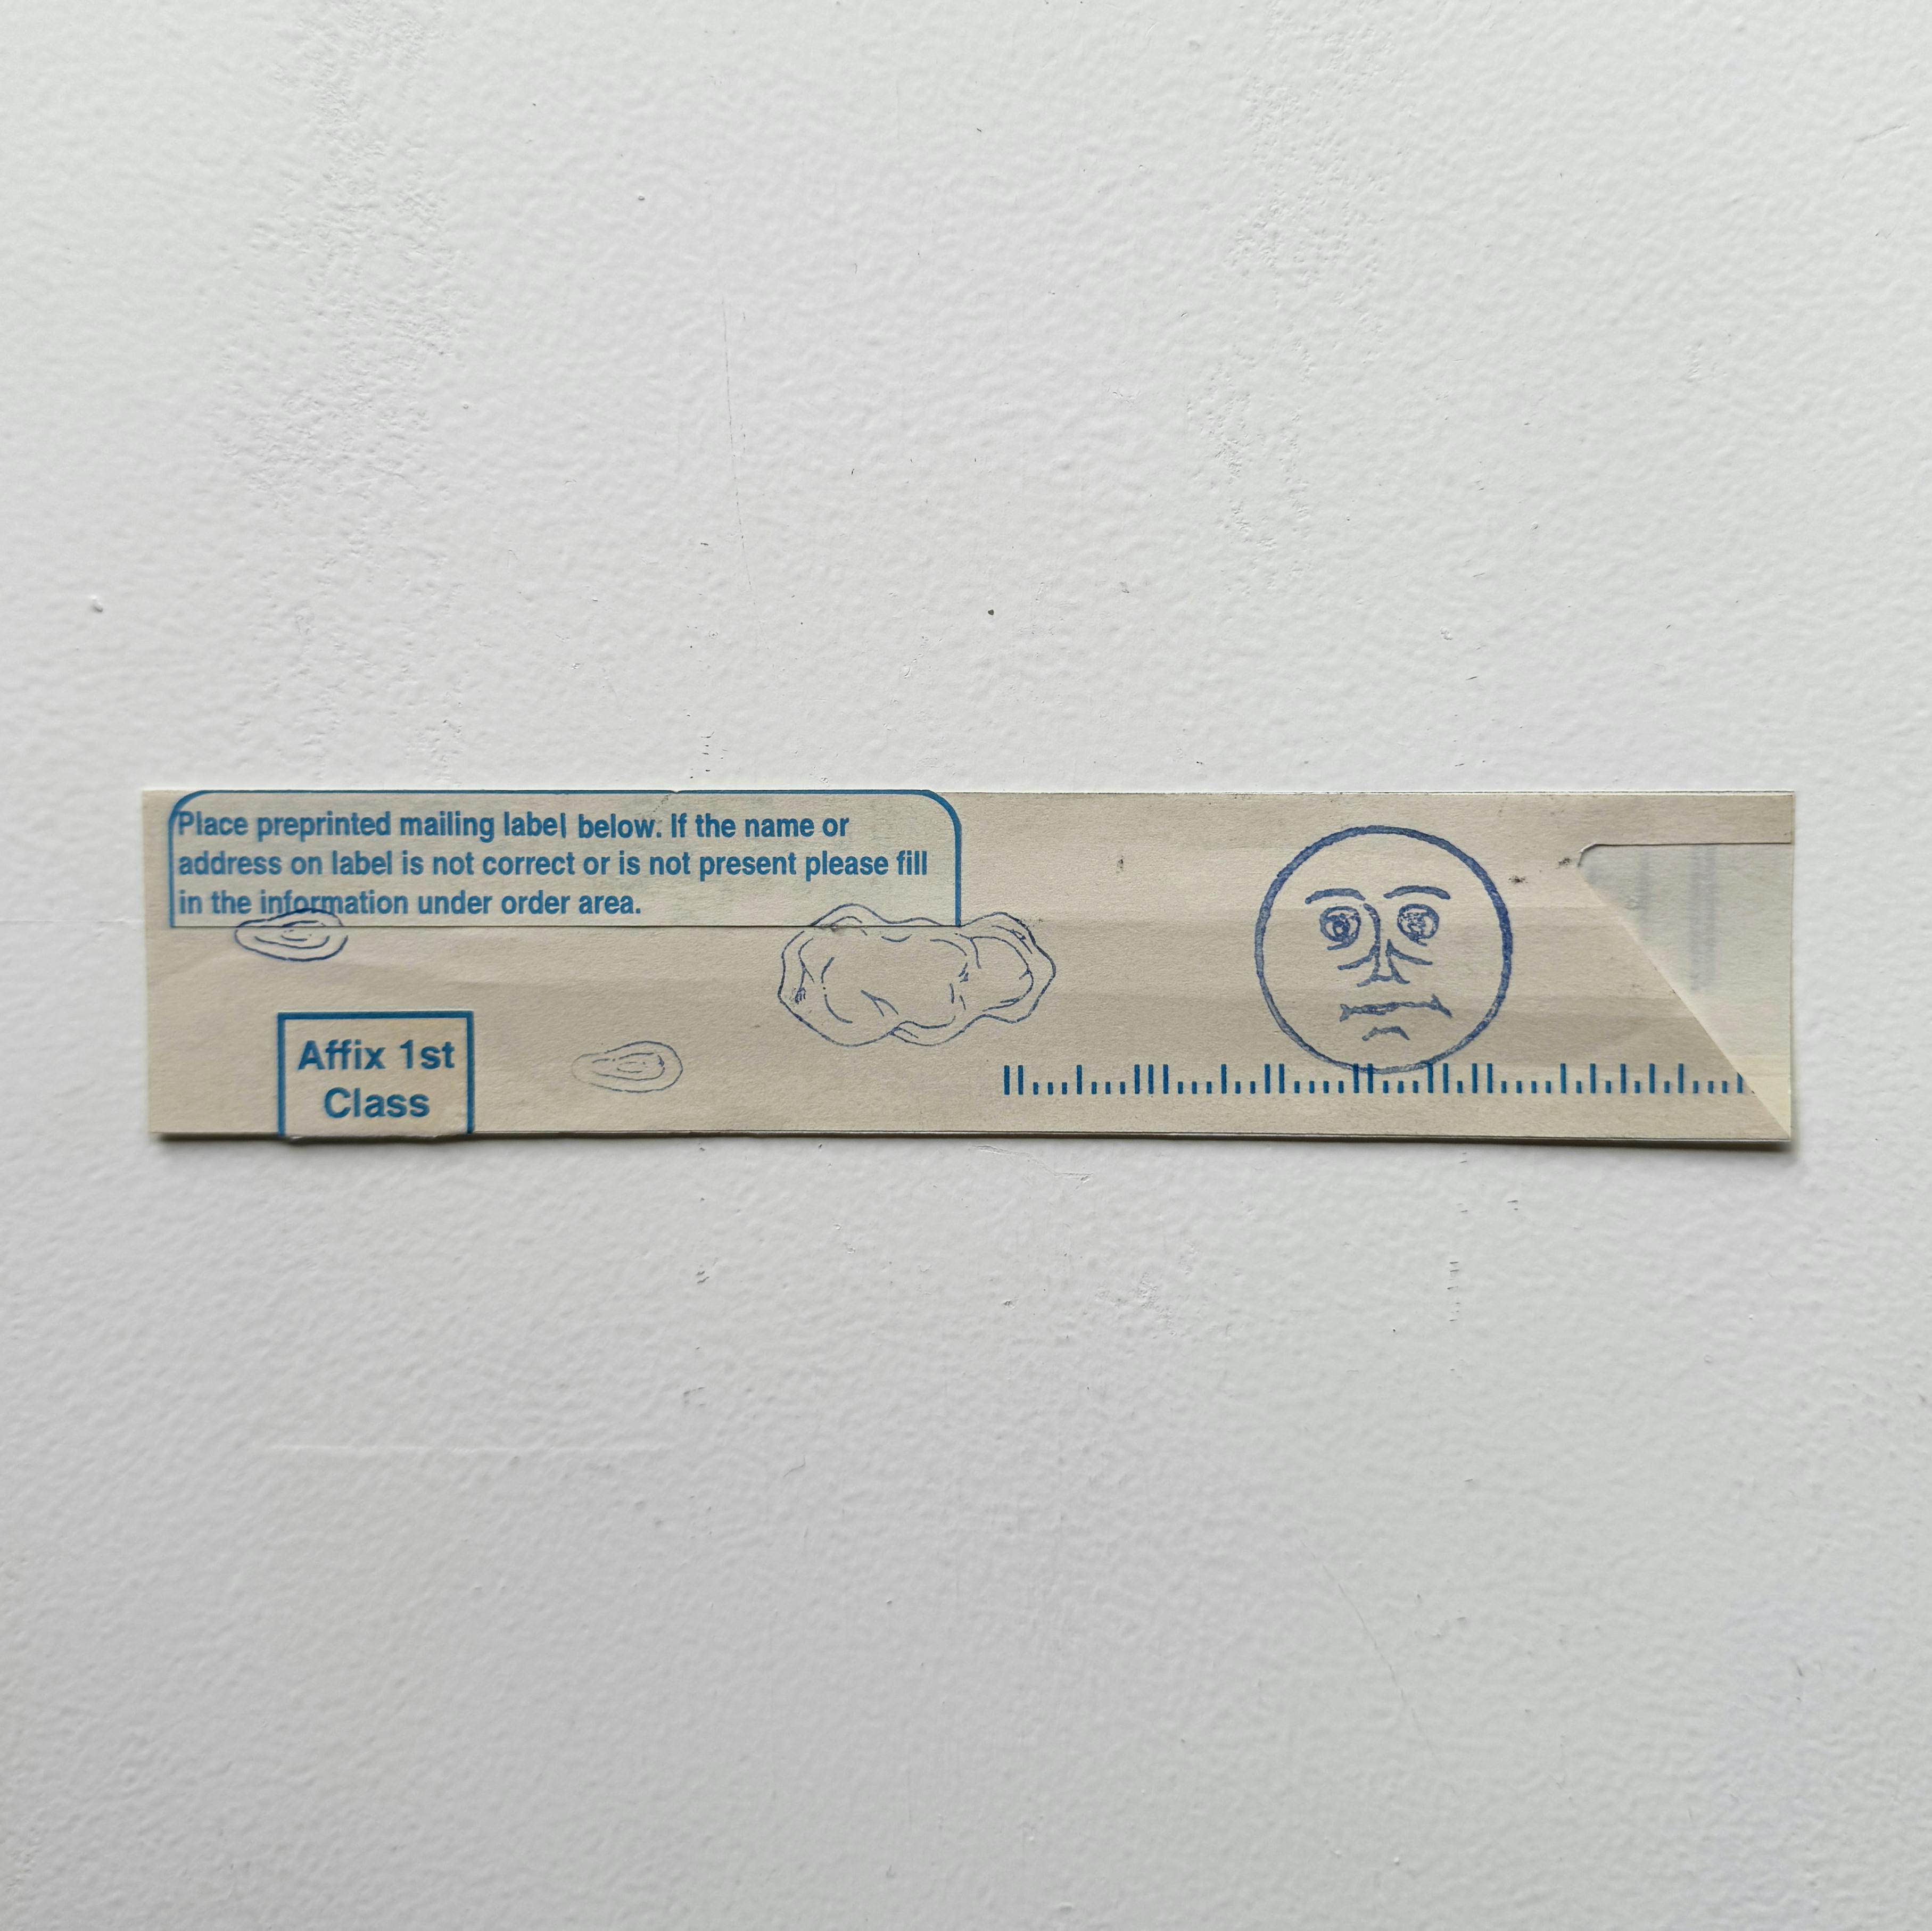 Place preprinted mailing label below. If the name or
address on label is not correct or is not present please fill
in the information under order area.
Affix 1st
Class